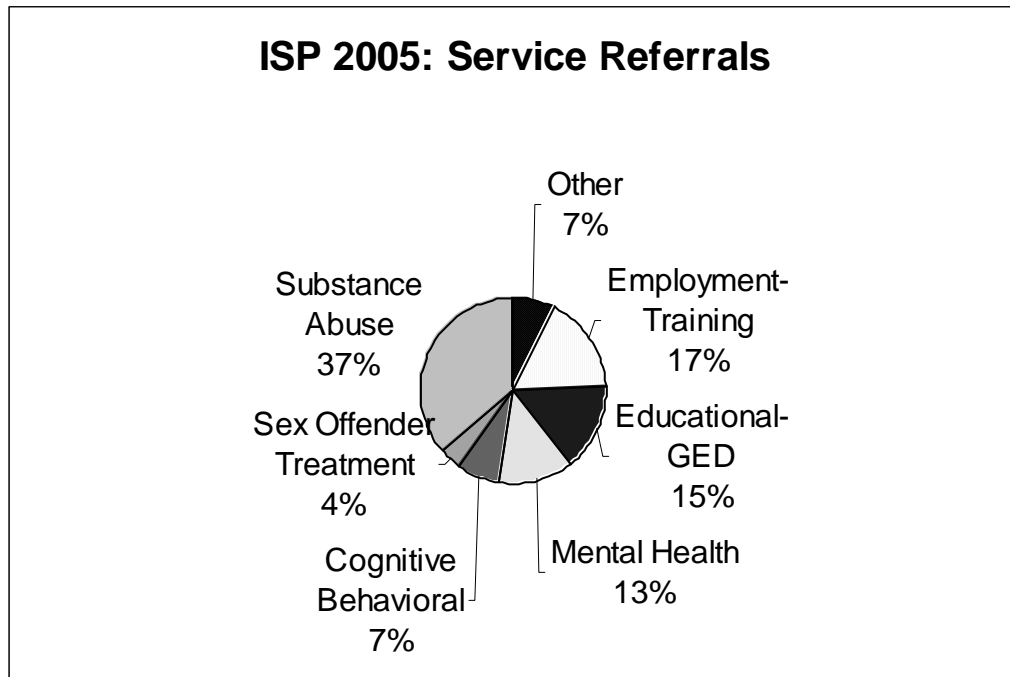 ISP 2005: Service Referrals
Other
7%
Employment-
Training
17%
Educational-
GED
15%
Mental Health
13%
Cognitive
Behavioral
7%
Sex Offender
Treatment
4%
Substance
Abuse
37%